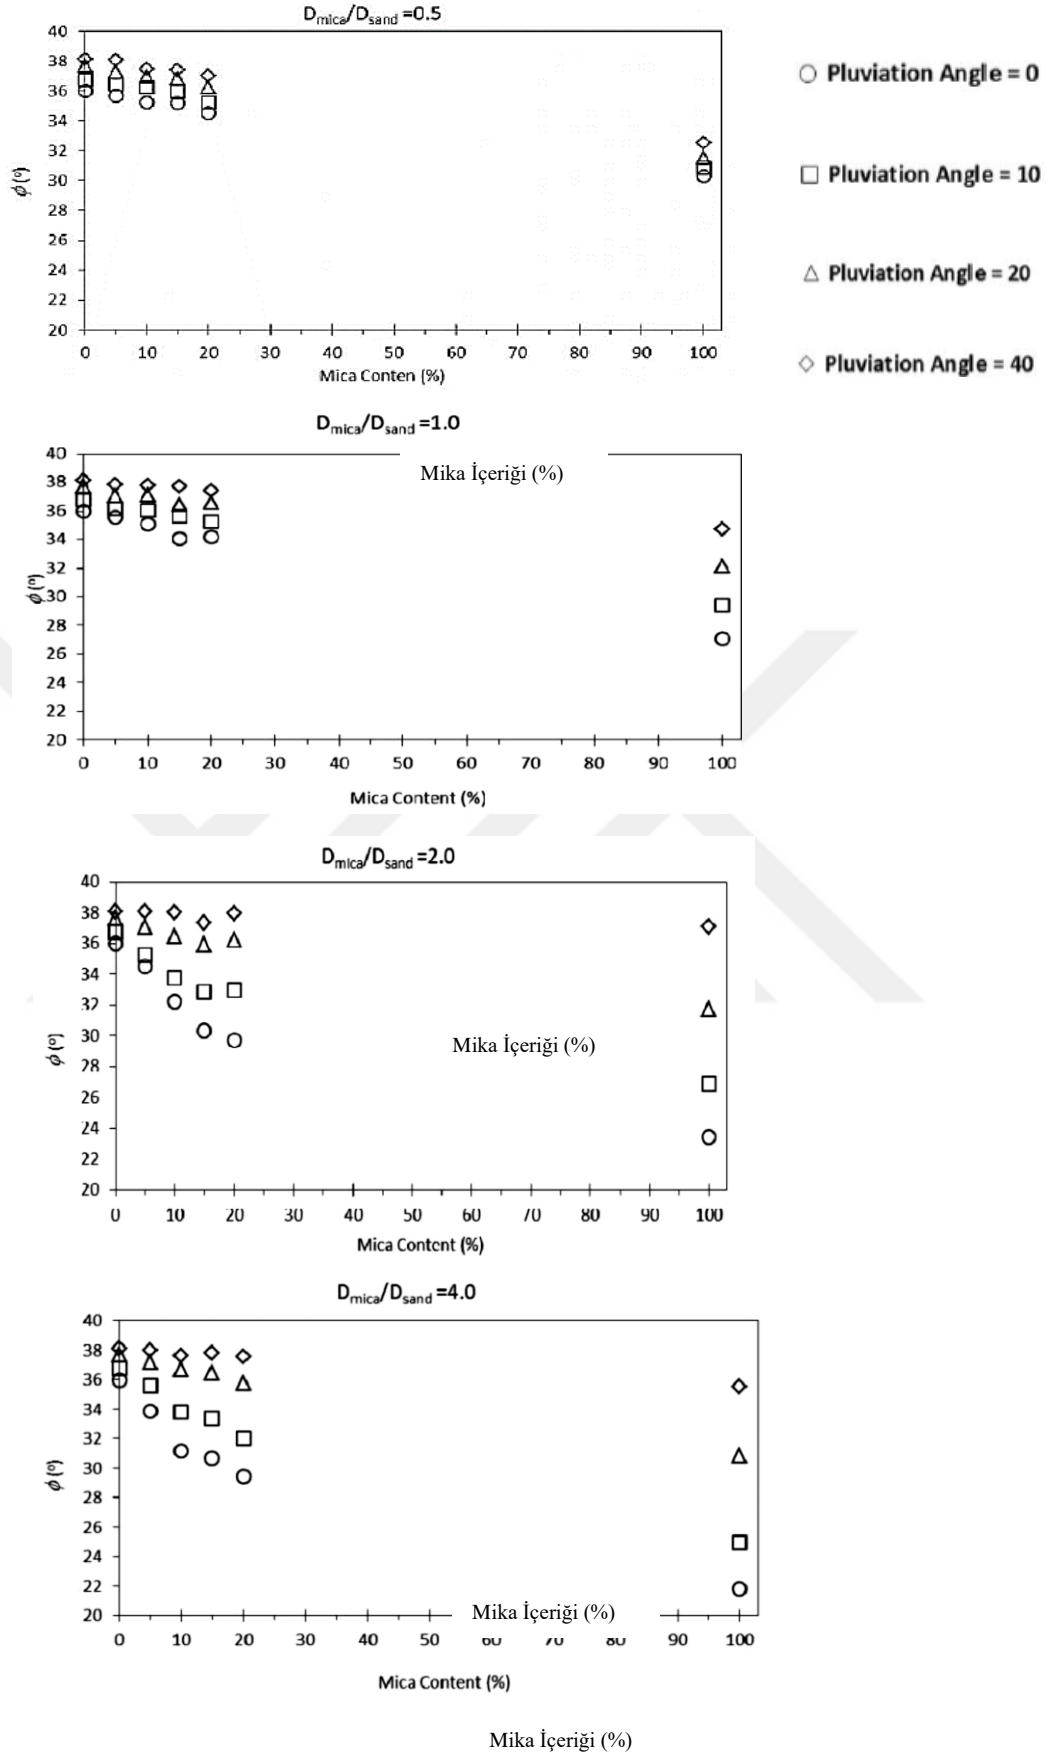 Dmica/Dsand =0.5
40
38
36
34
32
30
28
26
24
22
20
ϕ (º)
0 10 20 30 40 50 60 70 80 90 100
Mica Conten (%)
Pluviation Angle = 0
Pluviation Angle = 10
Pluviation Angle = 20
Pluviation Angle = 40
Dmica/Dsand =1.0
Mika İçeriği (%)
40
38
36
34
32
30
28
26
24
22
20
ϕ (º)
0 10 20 30 40 50 60 70 80 90 100
Mica Content (%)
Dmica/Dsand =2.0
40
38
36
34
32
30
28
26
24
22
20
ϕ (º)
Mika İçeriği (%)
0 10 20 30 40 50 60 70 80 90 100
Mica Content (%)
Dmica/Dsand =4.0
40
38
36
34
32
30
28
26
24
22
20
ϕ (º)
Mika İçeriği (%)
0 10 20 30 40 50 90 100
Mica Content (%)
Mika İçeriği (%)